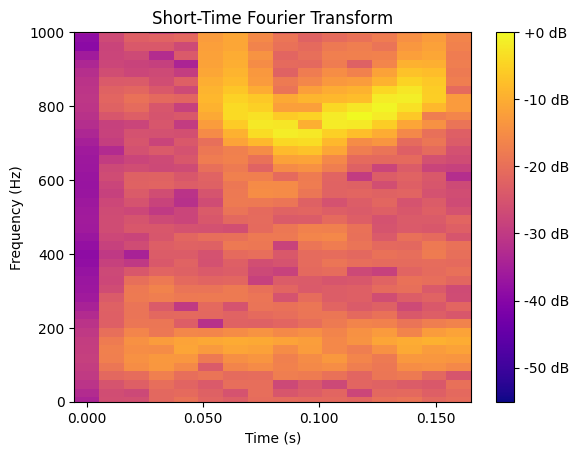 Short-Time Fourier Transform
Frequency (Hz)
1000
800
600
400
200
0
0.000
0.050
0.100
0.150
Time (s)
+0 dB
-10 dB
-20 dB
-30 dB
-40 dB
-50 dB